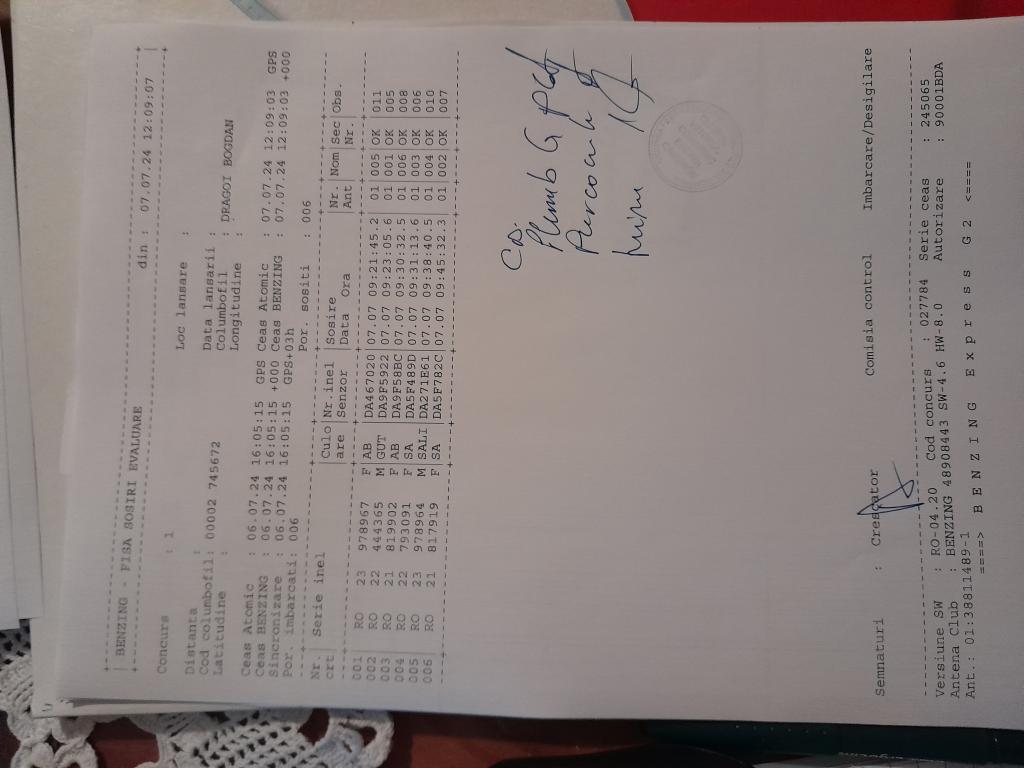 BENZING - FISA SOSIRI EVALUARE din : 07.07.24 12:09:07
Concurs : 1
Loc lansare :
Distanta :
Data lansarii :
Cod columbofil: 00002 745672 Columbofil : DRAGOI BOGDAN
Latitudine : Longitudine :
Ceas Atomic : 06.07.24 16:05:15 GPS Ceas Atomic : 07.07.24 12:09:03 GPS
Ceas BENZING : 06.07.24 16:05:15 +000 Ceas BENZING : 07.07.24 12:09:03 +000
Sincronizare : 06.07.24 16:05:15 GPS+03h
Por. imbarcati: 006 Por. sositi : 006
Nr. | Serie inel | Culo | Nr.inel | Sosire | Nr. | Nom | Sec | Obs.
crt | | are | Senzor | Data Ora | Ant | | Nr. |
001 | RO 23 978967 F | AB | DA467020 | 07.07 09:21:45.2 | 01 | 005 | OK | 011
002 | RO 22 444365 M | GUT | DA9F5922 | 07.07 09:23:05.6 | 01 | 001 | OK | 005
003 | RO 21 819902 F | AB | DA9F58BC | 07.07 09:30:32.5 | 01 | 006 | OK | 008
004 | RO 22 793091 F | SA | DA5F489D | 07.07 09:31:13.6 | 01 | 003 | OK | 006
005 | RO 23 978964 M | SALI | DA271E61 | 07.07 09:38:40.5 | 01 | 004 | OK | 010
006 | RO 21 817919 F | SA | DA5F782C | 07.07 09:45:32.3 | 01 | 002 | OK | 007
Semnaturi : Crescator Comisia control Imbarcare/Desigilare
Versiune SW : RO-04.20 Cod concurs : 027784 Serie ceas : 245065
Antena Club : BENZING 48908443 SW-4.6 HW-8.0 Autorizare : 90001BDA
Ant.: 01:38811489-1
====> B E N Z I N G E x p r e s s G 2 <====